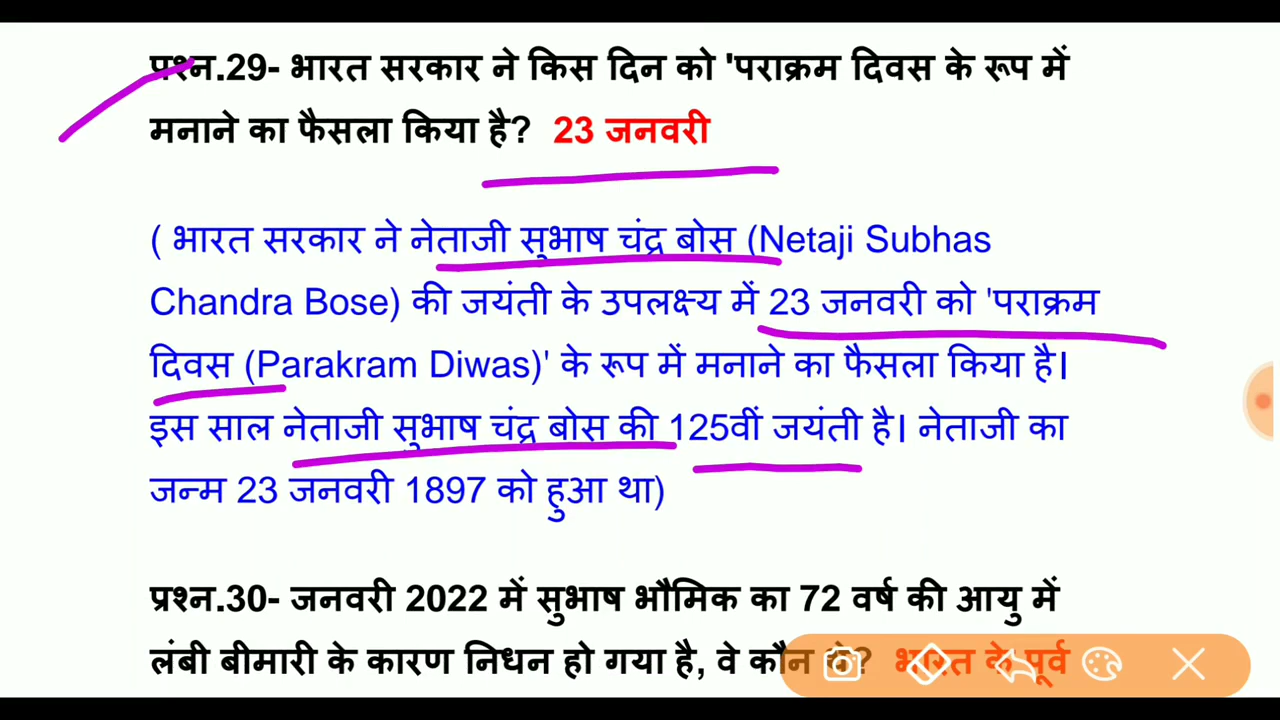 प्रश्न.29- भारत सरकार ने किस दिन को 'पराक्रम दिवस के रूप में
मनाने का फैसला किया है? 23 जनवरी
( भारत सरकार ने नेताजी सुभाष चंद्र बोस (Netaji Subhas
Chandra Bose) की जयंती के उपलक्ष्य में 23 जनवरी को 'पराक्रम
दिवस (Parakram Diwas)' के रूप में मनाने का फैसला किया है।
इस साल नेताजी सुभाष चंद्र बोस की 125वीं जयंती है। नेताजी का
जन्म 23 जनवरी 1897 को हुआ था)
प्रश्न.30- जनवरी 2022 में सुभाष भौमिक का 72 वर्ष की आयु में
लंबी बीमारी के कारण निधन हो गया है, वे कौन थे? भारत के पूर्व